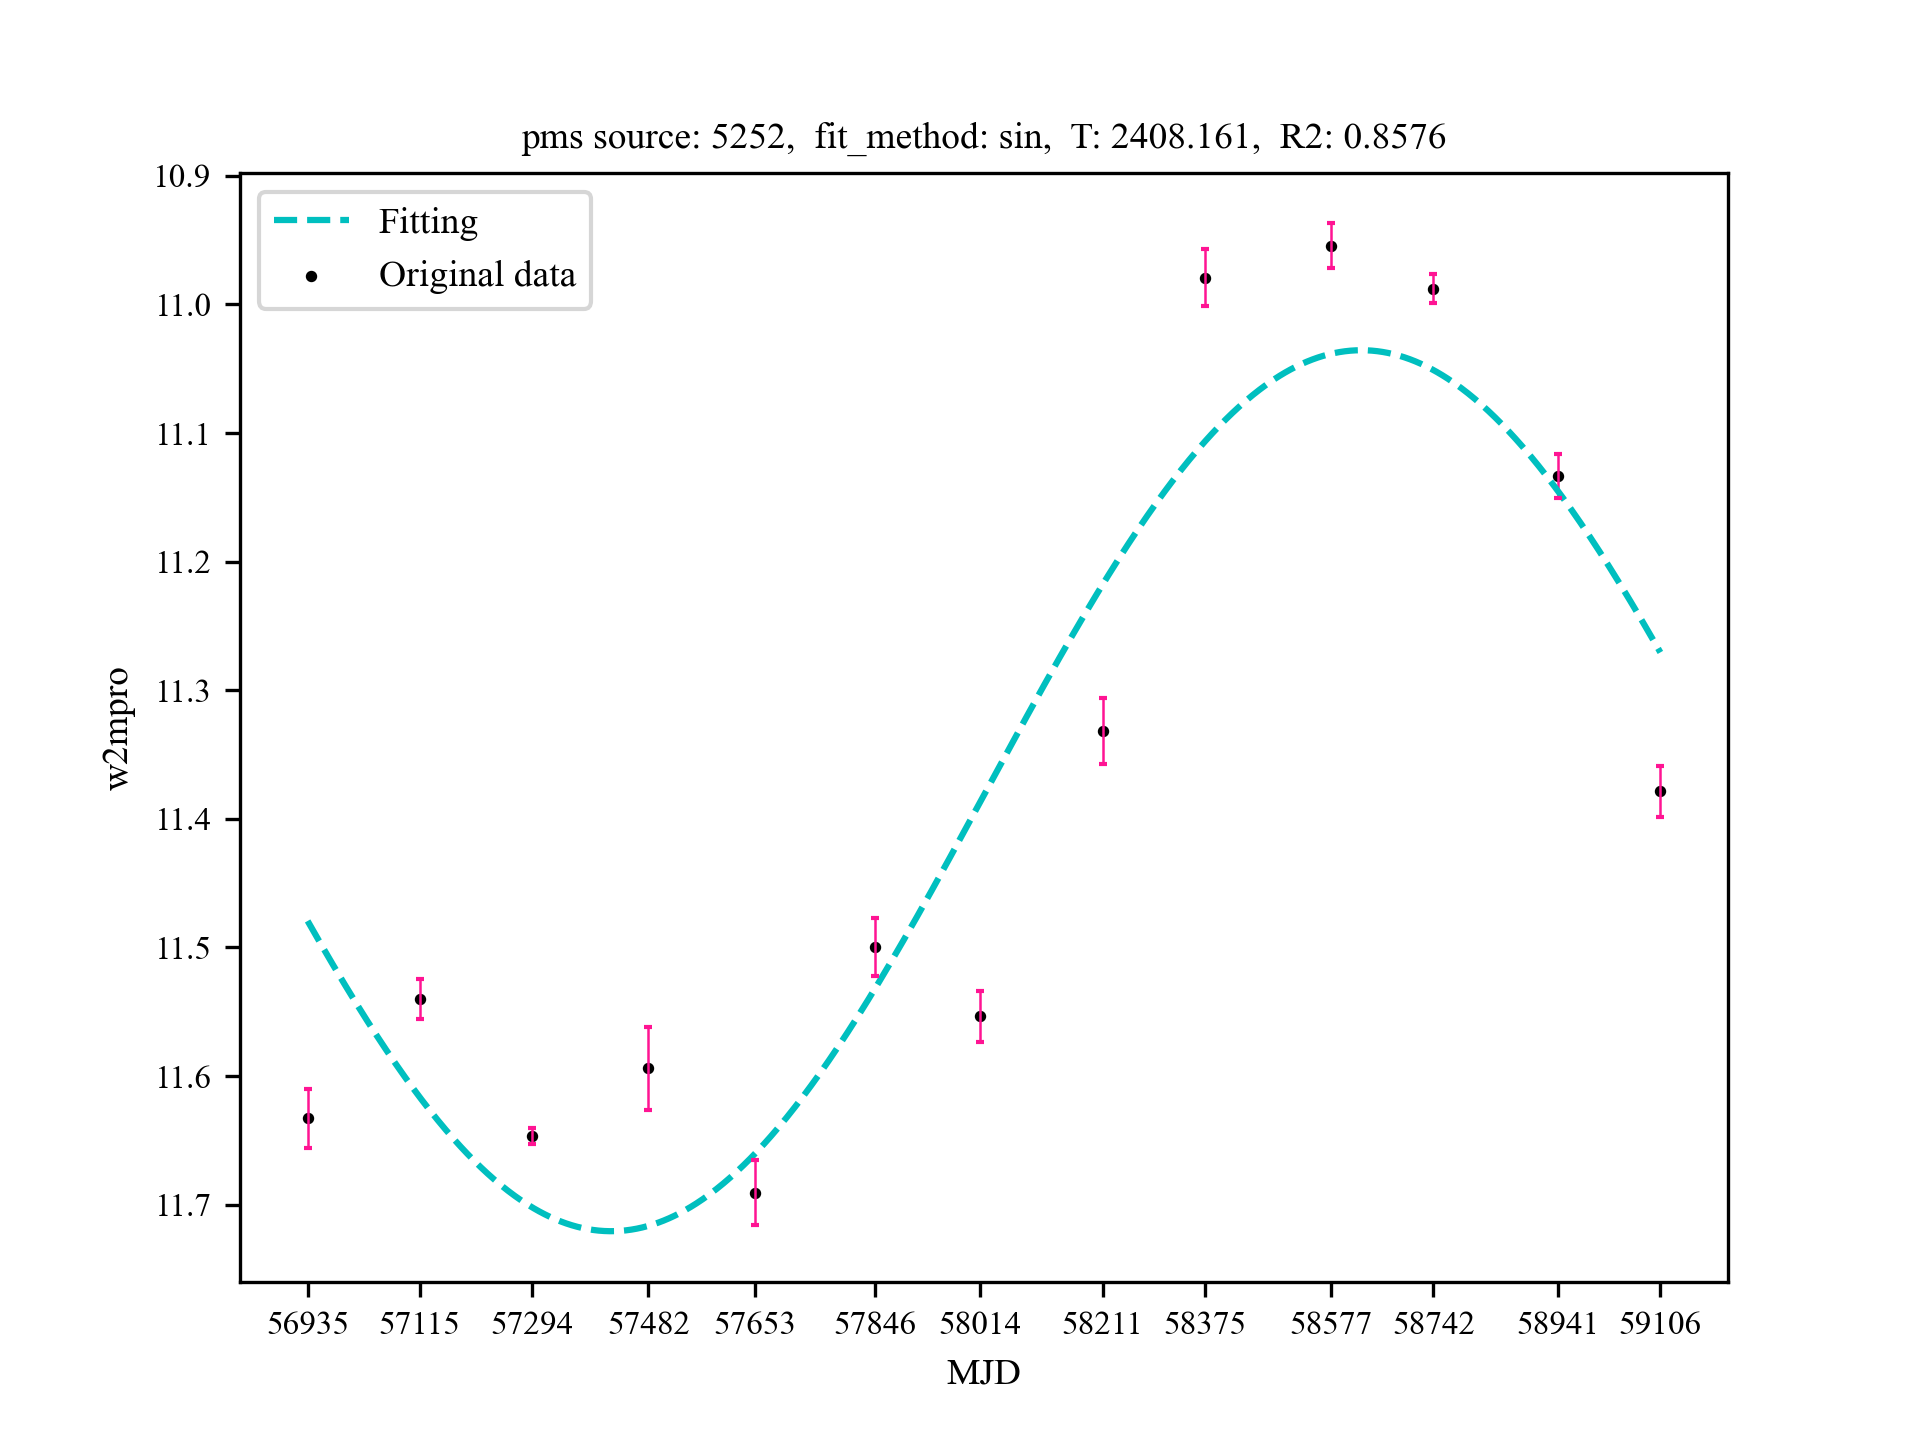 pms source: 5252, fit_method: sin, T: 2408.161, R2: 0.8576
Fitting
Original data
10.9
11.0
11.1
11.2
11.3
11.4
11.5
11.6
11.7
w2mpro
56935 57115 57294 57482 57653 57846 58014 58211 58375 58577 58742 58941 59106
MJD